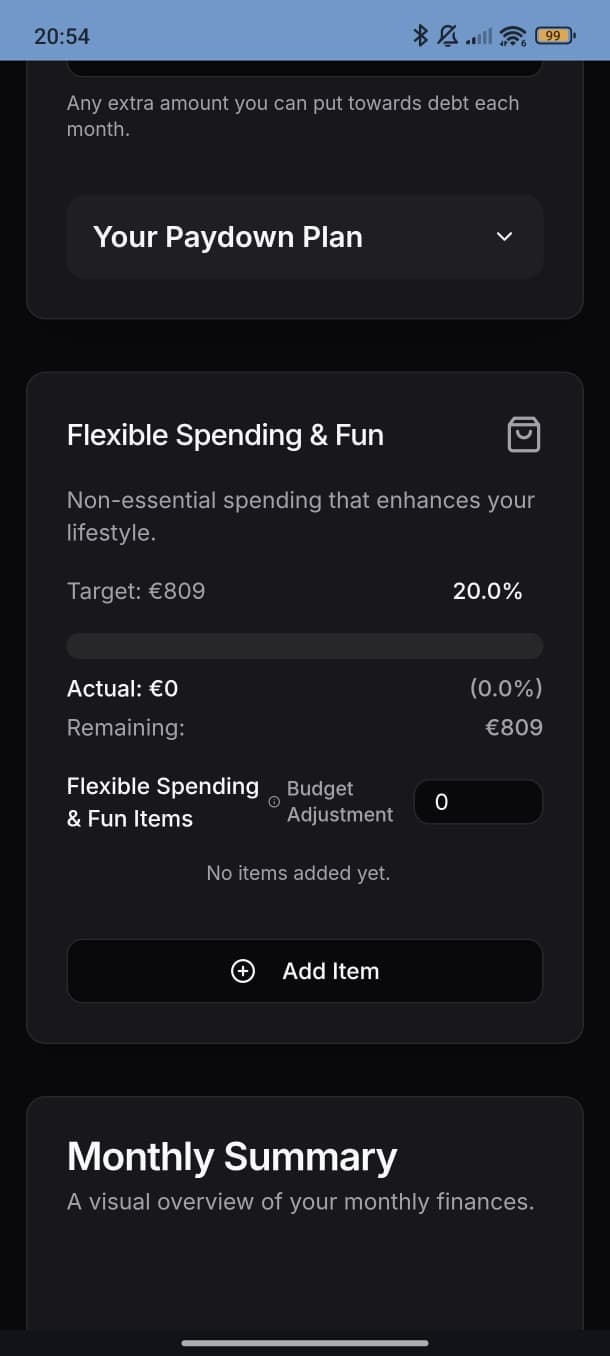 20:54
99
Any extra amount you can put towards debt each
month.
Your Paydown Plan
Flexible Spending & Fun
Non-essential spending that enhances your
lifestyle.
Target: €809 20.0%
Actual: €0 (0.0%)
Remaining: €809
Flexible Spending
& Fun Items
Budget
Adjustment
0
No items added yet.
Add Item
Monthly Summary
A visual overview of your monthly finances.